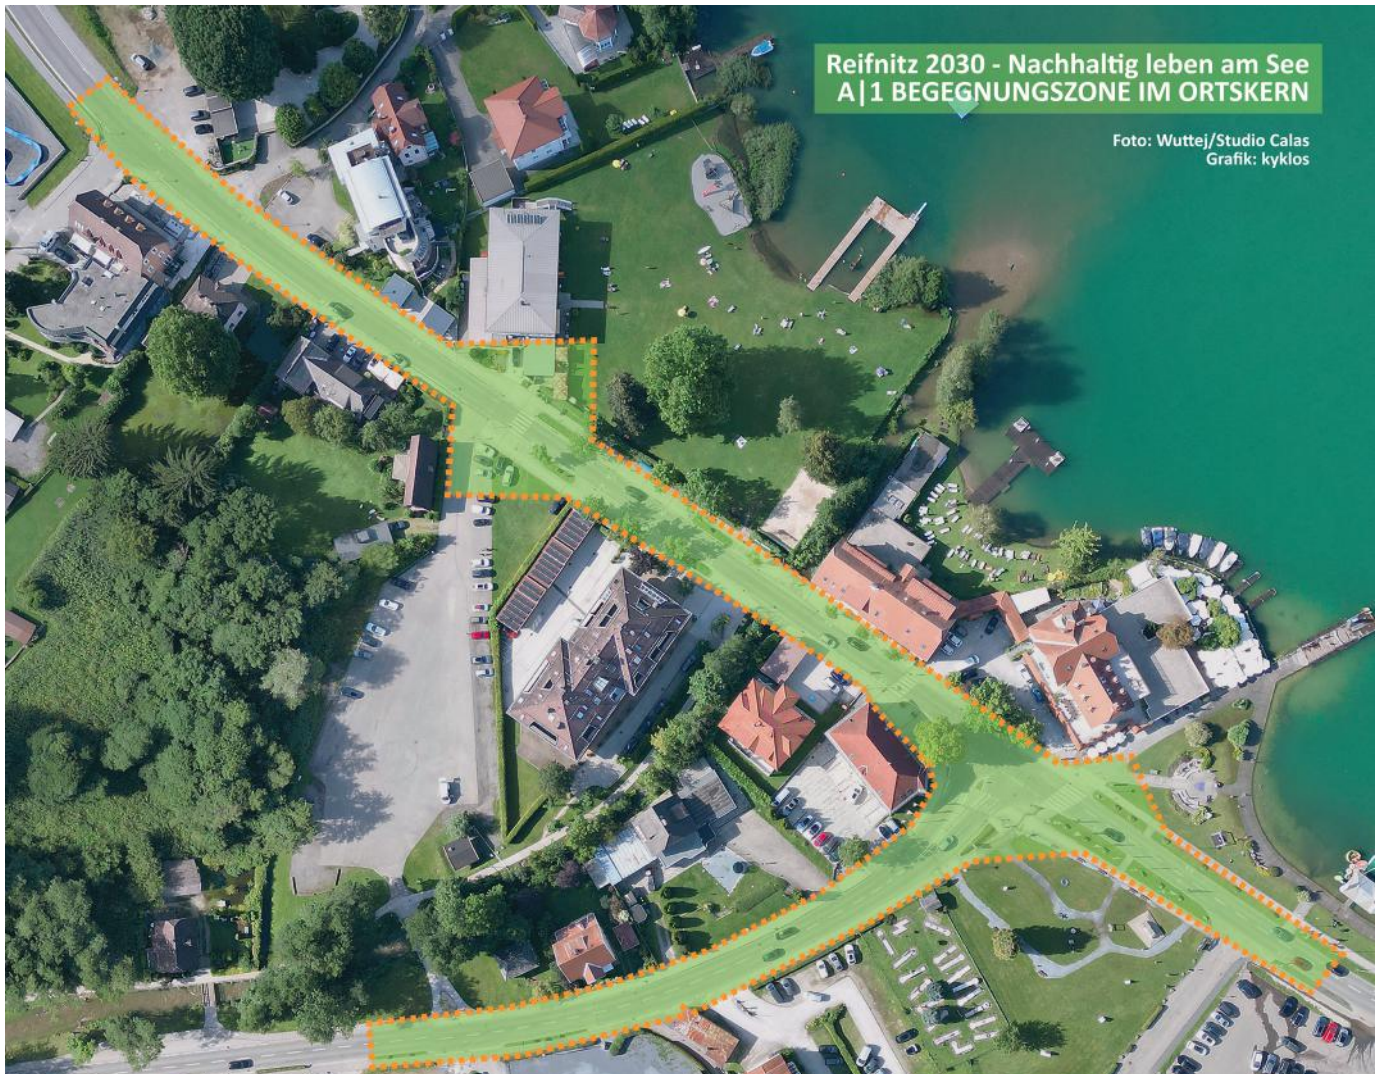 Reifnitz 2030 - Nachhaltig leben am See
A|1 BEGEGNUNGSZONE IM ORTSKERN
Foto: Wuttej/Studio Calas
Grafik: kyklos